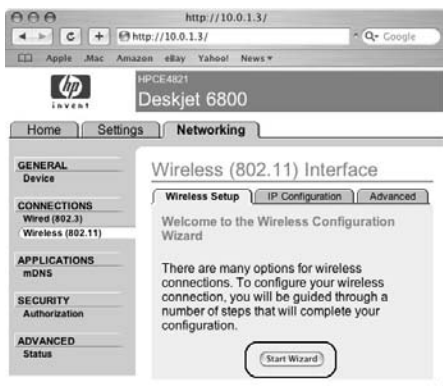 http://10.0.1.3/
http://10.0.1.3/
Google
Apple .Mac Amazon eBay Yahoo! News
hp
invent
HPCE4821
Deskjet 6800
Home Settings Networking
GENERAL
Device
CONNECTIONS
Wired (802.3)
Wireless (802.11)
APPLICATIONS
mDNS
SECURITY
Authorization
ADVANCED
Status
Wireless (802.11) Interface
Wireless Setup IP Configuration Advanced
Welcome to the Wireless Configuration
Wizard
There are many options for wireless
connections. To configure your wireless
connection, you will be guided through a
number of steps that will complete your
configuration.
Start Wizard